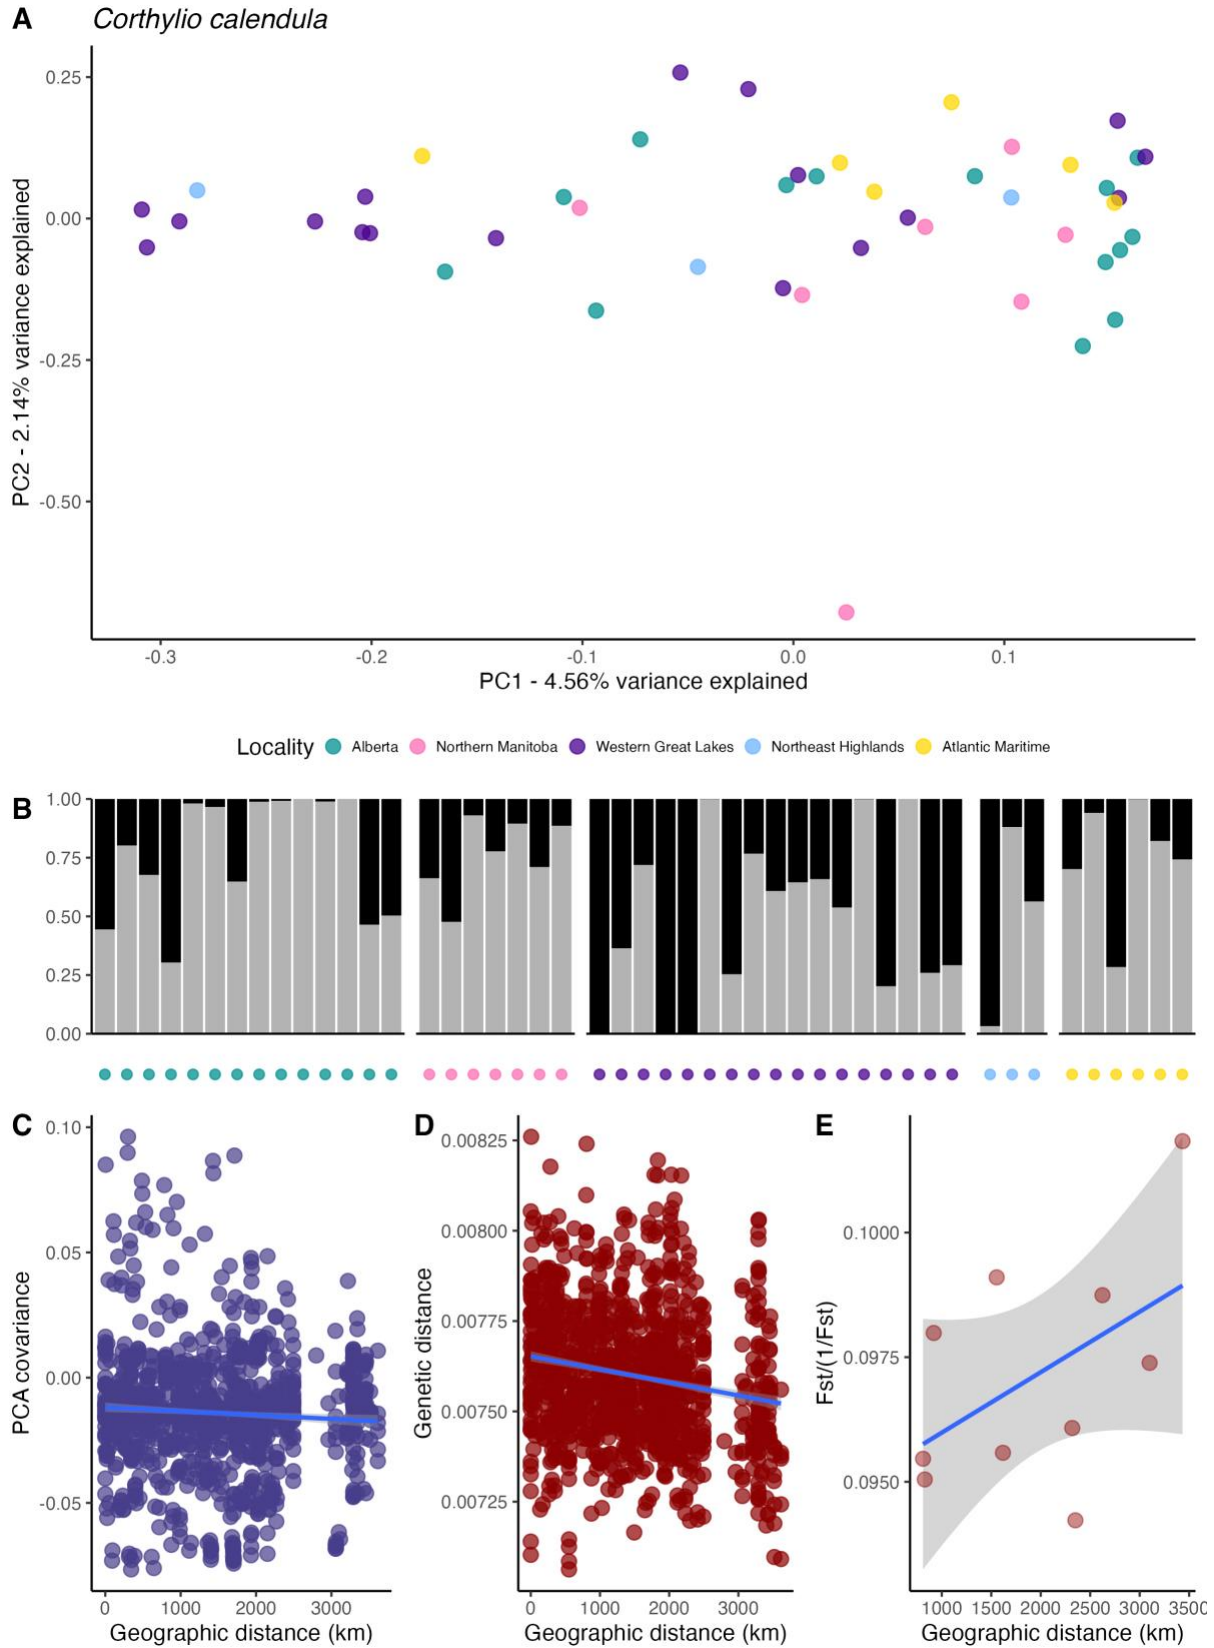 A Corthylio calendula
0.25
0.00
-0.25
-0.50
PC2 - 2.14% variance explained
-0.3 -0.2 -0.1 0.0 0.1
PC1 - 4.56% variance explained
Locality Alberta Northern Manitoba Western Great Lakes Northeast Highlands Atlantic Maritime
B
1.00
0.75
0.50
0.25
0.00
C
0.10
0.05
0.00
-0.05
PCA covariance
0 1000 2000 3000
Geographic distance (km)
D
0.00825
0.00800
0.00775
0.00750
0.00725
Genetic distance
0 1000 2000 3000
Geographic distance (km)
E
0.1000
0.0975
0.0950
Fst/(1/Fst)
1000 1500 2000 2500 3000 3500
Geographic distance (km)